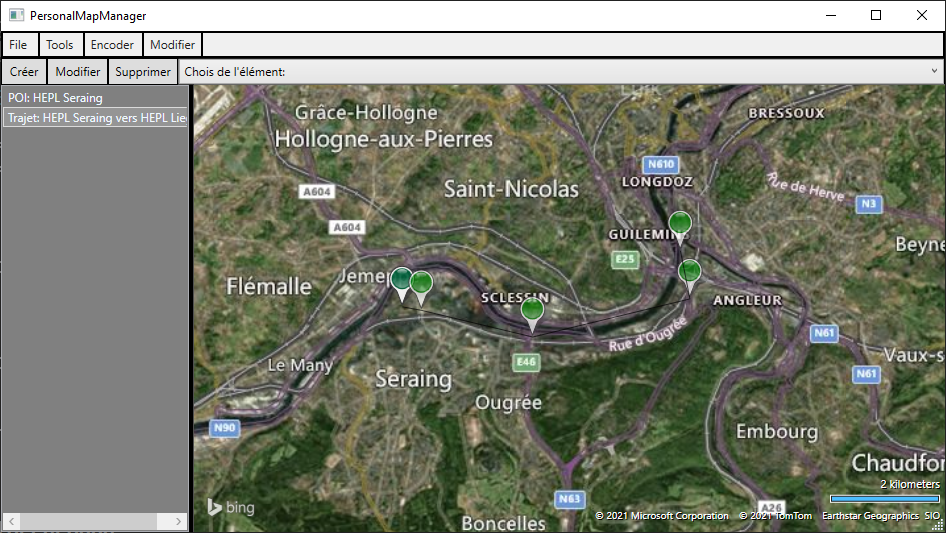 PersonalMapManager
File Tools Encoder Modifier
Créer Modifier Supprimer Chois de l'élément:
POI: HEPL Seraing
Trajet: HEPL Seraing vers HEPL Lie
Grâce-Hollogne
BRESSOUX
Hollogne-aux-Pierres
N610
LONGDOZ
Saint-Nicolas
Rue de Herve
A604
N3
A604
GUILEMINS
Beyne
E25
Jemep
Flémalle
SCLESSIN
ANGLEUR
Rue d'Ougrée
N61
Vaux-s
Le Many
E46
N61
Seraing
Ougrée
N90
Embourg
Chaudfon
2 kilometers
N63
A26
bing
Boncelles
© 2021 Microsoft Corporation © 2021 TomTom Earthstar Geographics SIO